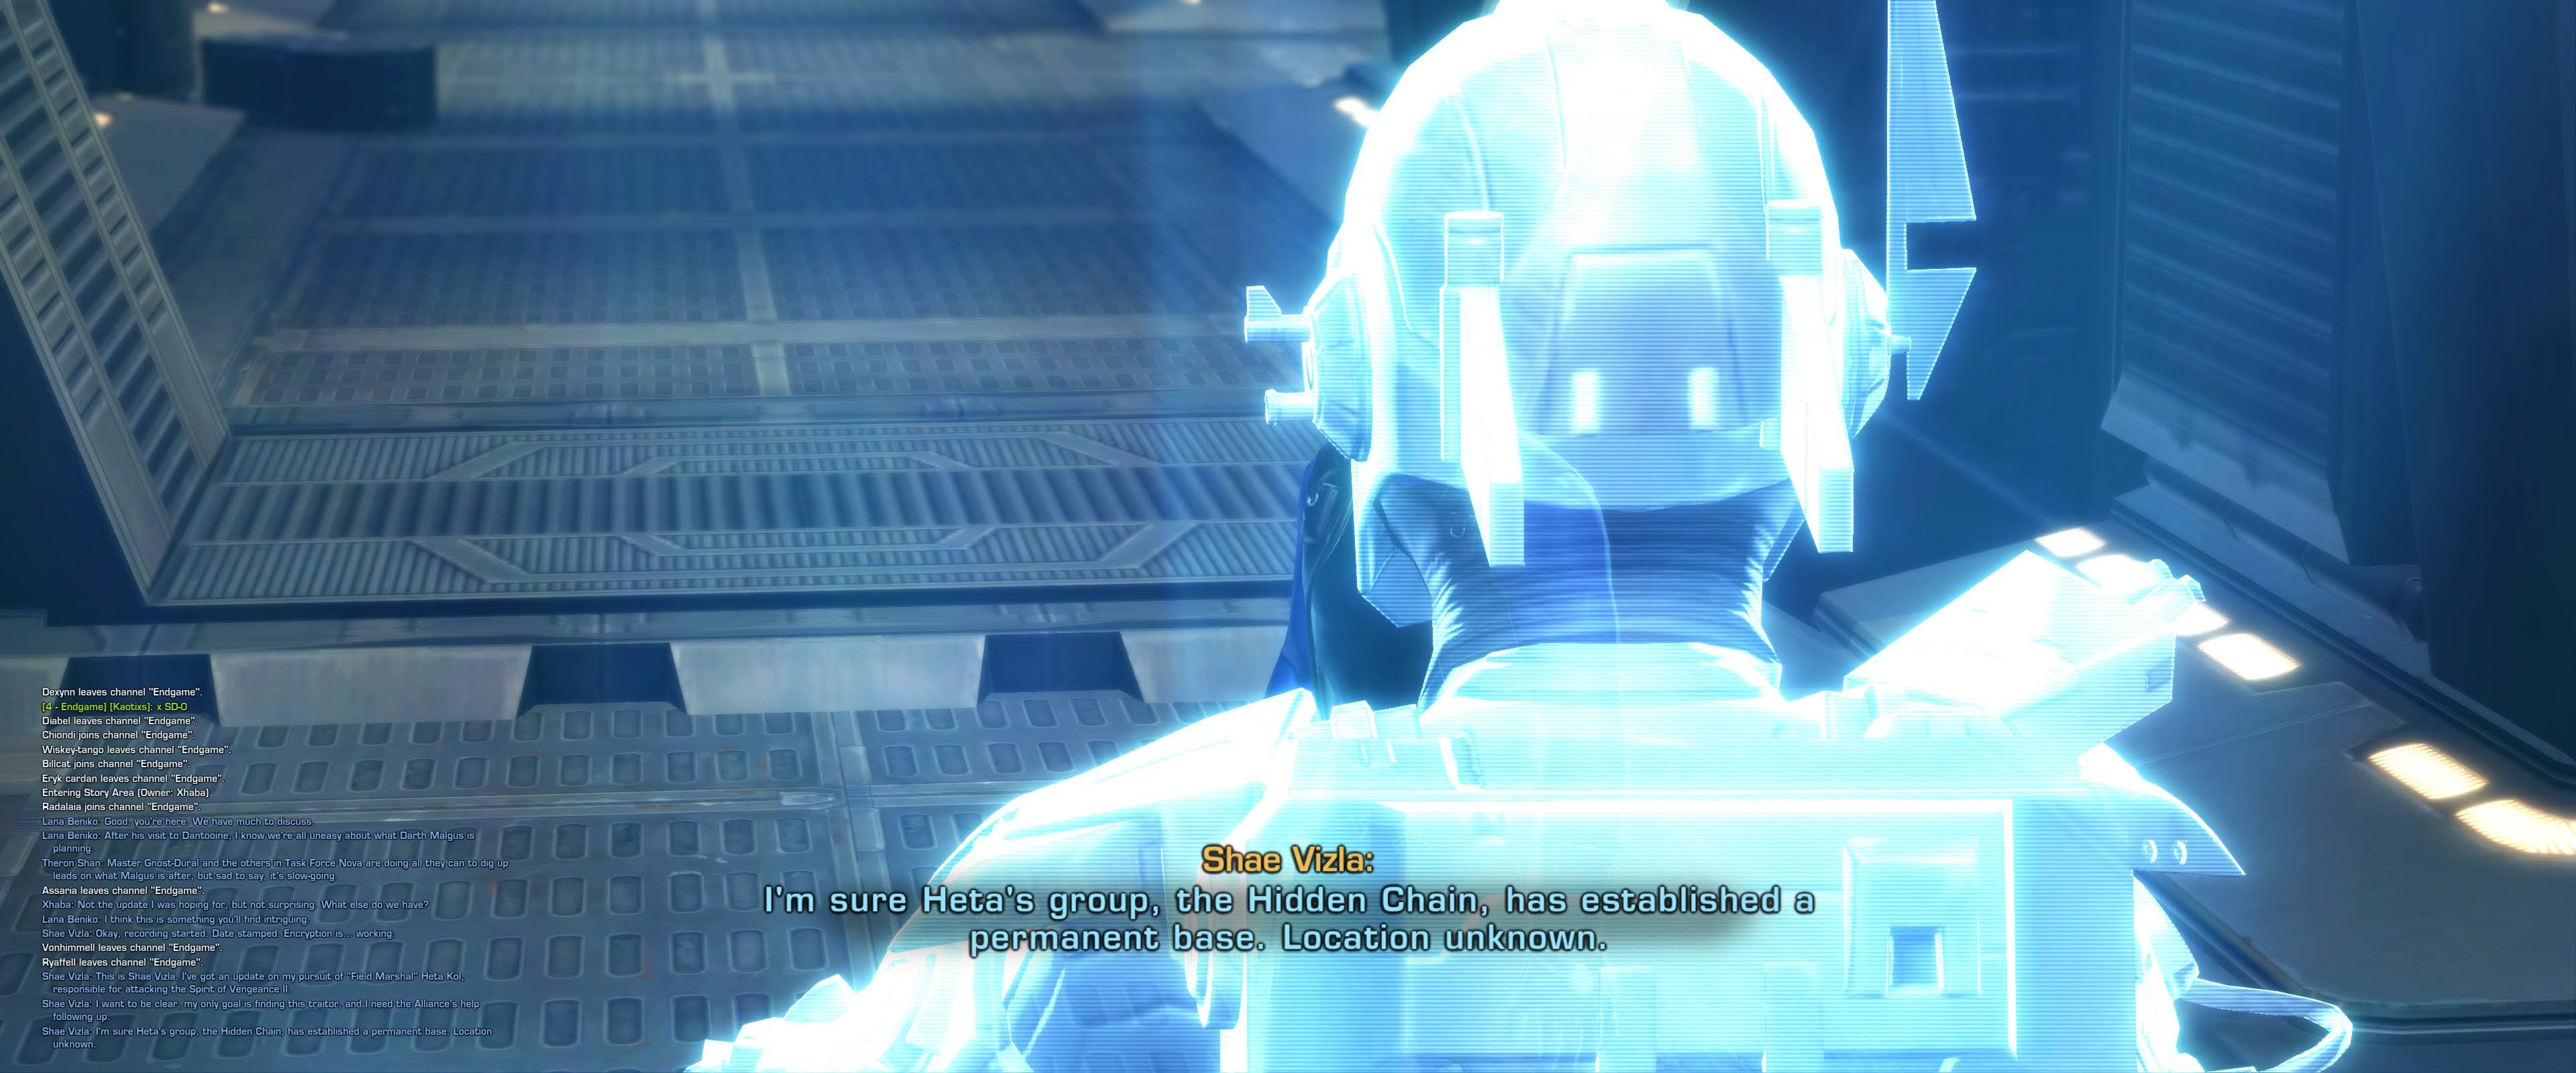 Dexynn leaves channel "Endgame".
[4 - Endgame] [Kaotixs]: x SD-0
Diabel leaves channel "Endgame".
Chiondi joins channel "Endgame".
Wiskey-tango leaves channel "Endgame".
Billcat joins channel "Endgame".
Eryk cardan leaves channel "Endgame".
Entering Story Area (Owner: Xhaba)
Radalaia joins channel "Endgame".
Lana Beniko: Good, you're here. We have much to discuss.
Lana Beniko: After his visit to Dantooine, I know we're all uneasy about what Darth Malgus is
planning.
Theron Shan: Master Gnost-Dural and the others in Task Force Nova are doing all they can to dig up
leads on what Malgus is after, but sad to say, it's slow-going.
Assaria leaves channel "Endgame".
Xhaba: Not the update I was hoping for, but not surprising. What else do we have?
Lana Beniko: I think this is something you'll find intriguing.
Shae Vizla: Okay, recording started. Date stamped. Encryption is... working.
Vonhimmell leaves channel "Endgame".
Ryaffell leaves channel "Endgame".
Shae Vizla: This is Shae Vizla. I've got an update on my pursuit of "Field Marshal" Heta Kol,
responsible for attacking the Spirit of Vengeance II.
Shae Vizla: I want to be clear, my only goal is finding this traitor, and I need the Alliance's help
following up.
Shae Vizla: I'm sure Heta's group, the Hidden Chain, has established a permanent base. Location
unknown.
Shae Vizla:
I'm sure Heta's group, the Hidden Chain, has established a
permanent base. Location unknown.